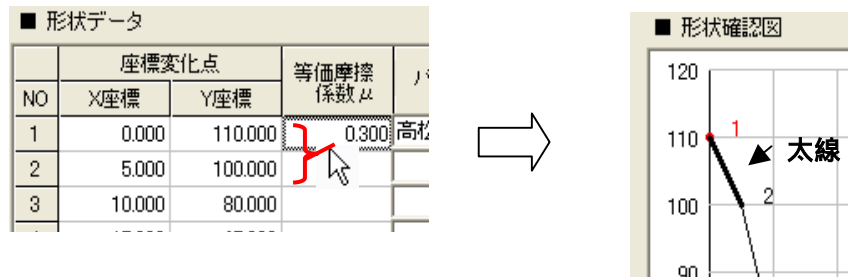 ■ 形状データ
座標変化点
等価摩擦
係数μ
NO X座標 Y座標
1 0.000 110.000 0.300 高松
2 5.000 100.000
3 10.000 80.000
■ 形状確認図
120
110 1
太線
100 2
90